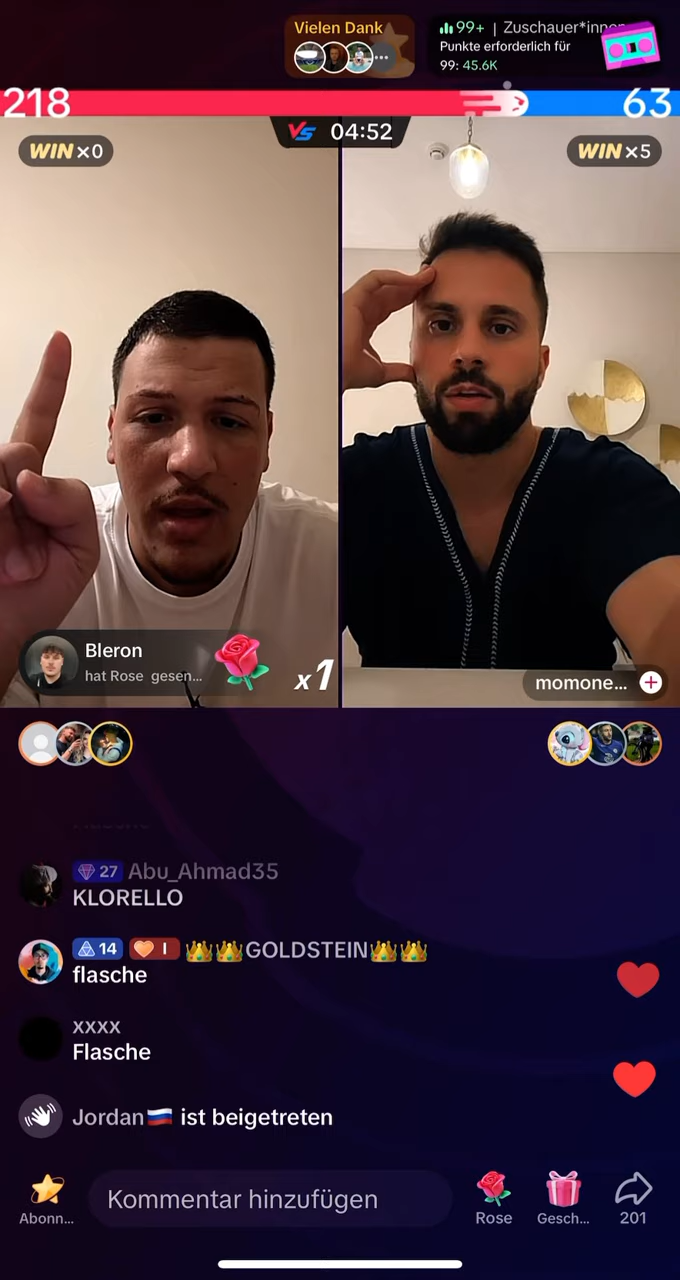 Vielen Dank
99+ | Zuschauer*innen
Punkte erforderlich für
99: 45.6K
218
63
VS 04:52
WIN ×0
WIN ×5
Bleron
hat Rose gesen...
x1
momone...
27 Abu_Ahmad35
KLORELLO
14 I 👑👑GOLDSTEIN👑👑
flasche
xxxx
Flasche
Jordan🇷🇺 ist beigetreten
Abonn...
Kommentar hinzufügen
Rose
Gesch...
201